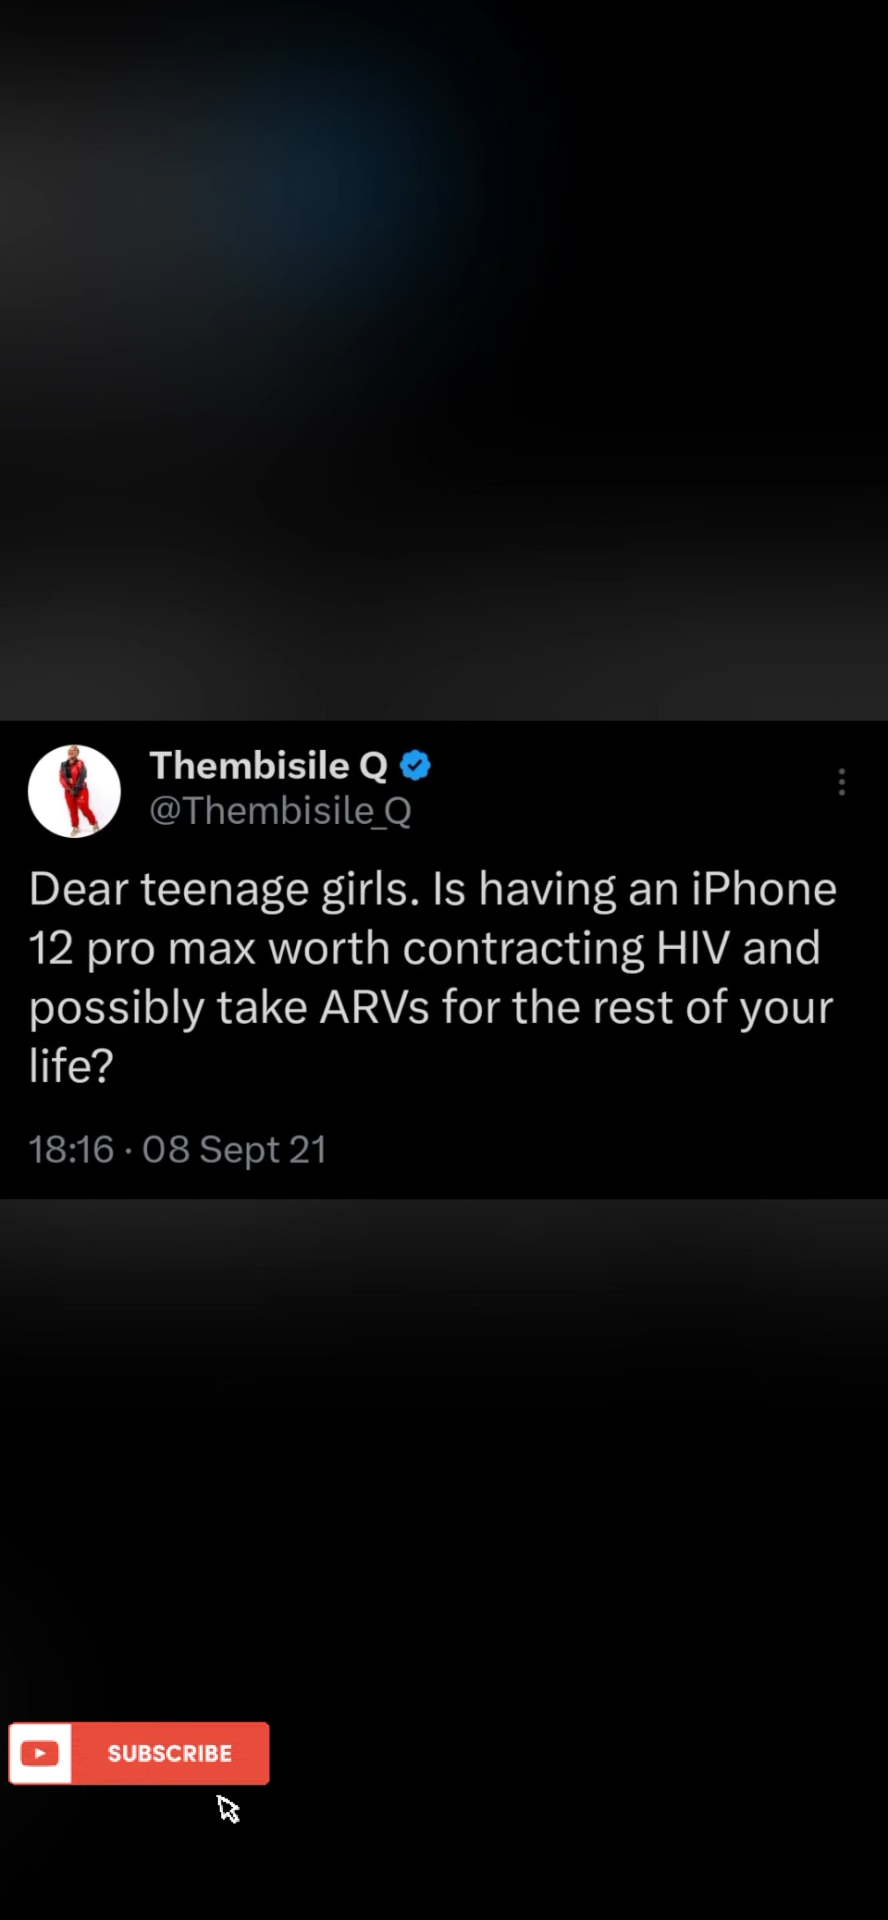 Thembisile Q
@Thembisile_Q
Dear teenage girls. Is having an iPhone
12 pro max worth contracting HIV and
possibly take ARVs for the rest of your
life?
18:16 · 08 Sept 21
SUBSCRIBE